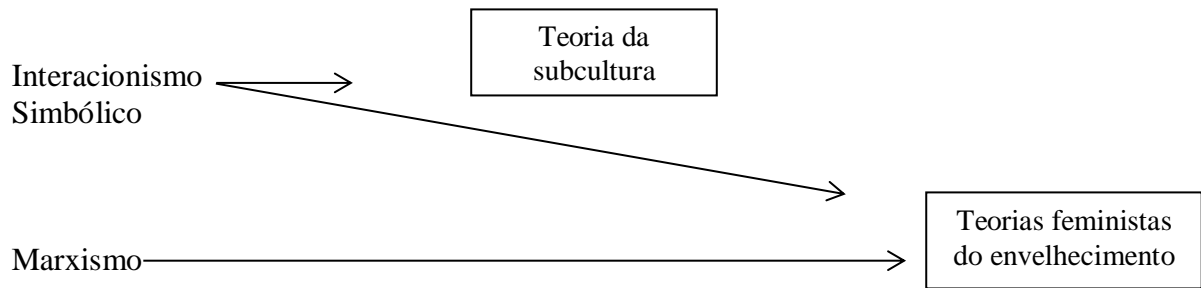 Teoria da
subcultura
Interacionismo
Simbólico
Teorias feministas
do envelhecimento
Marxismo